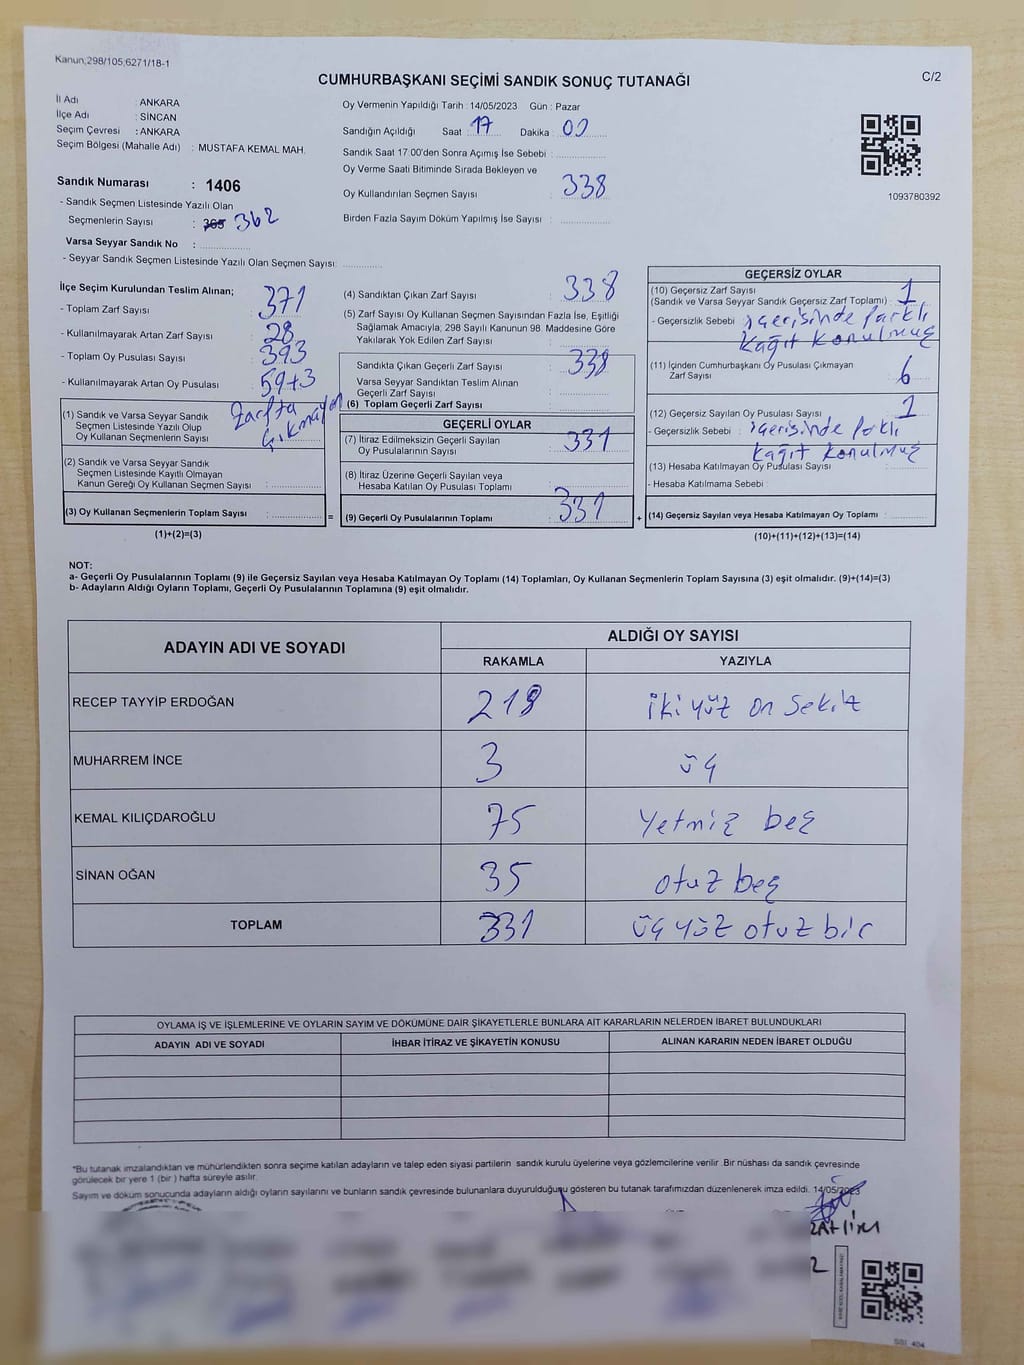 Kanun;298/105;6271/18-1
CUMHURBAŞKANI SEÇİMİ SANDIK SONUÇ TUTANAĞI
C/2
İl Adı : ANKARA
İlçe Adı : SİNCAN
Seçim Çevresi : ANKARA
Seçim Bölgesi (Mahalle Adı) : MUSTAFA KEMAL MAH.
Sandık Numarası : 1406
- Sandık Seçmen Listesinde Yazılı Olan
Seçmenlerin Sayısı : 365 362
Varsa Seyyar Sandık No :
- Seyyar Sandık Seçmen Listesinde Yazılı Olan Seçmen Sayısı:
Oy Vermenin Yapıldığı Tarih : 14/05/2023 Gün : Pazar
Sandığın Açıldığı Saat : 17 Dakika : 00
Sandık Saat 17:00'den Sonra Açımış İse Sebebi :
Oy Verme Saati Bitiminde Sırada Bekleyen ve
Oy Kullandırılan Seçmen Sayısı : 338
Birden Fazla Sayım Döküm Yapılmış İse Sayısı :
1093780392
İlçe Seçim Kurulundan Teslim Alınan;
- Toplam Zarf Sayısı : 371
- Kullanılmayarak Artan Zarf Sayısı : 28
- Toplam Oy Pusulası Sayısı : 393
- Kullanılmayarak Artan Oy Pusulası : 59+3
Zarfta
Çıkmayan
(1) Sandık ve Varsa Seyyar Sandık
Seçmen Listesinde Yazılı Olup
Oy Kullanan Seçmenlerin Sayısı :
(2) Sandık ve Varsa Seyyar Sandık
Seçmen Listesinde Kayıtlı Olmayan
Kanun Gereği Oy Kullanan Seçmen Sayısı :
(3) Oy Kullanan Seçmenlerin Toplam Sayısı : =
(1)+(2)=(3)
(4) Sandıktan Çıkan Zarf Sayısı : 338
(5) Zarf Sayısı Oy Kullanan Seçmen Sayısından Fazla İse, Eşitliği
Sağlamak Amacıyla; 298 Sayılı Kanunun 98. Maddesine Göre
Yakılarak Yok Edilen Zarf Sayısı :
Sandıkta Çıkan Geçerli Zarf Sayısı : 338
Varsa Seyyar Sandıktan Teslim Alınan
Geçerli Zarf Sayısı :
(6) Toplam Geçerli Zarf Sayısı :
GEÇERLİ OYLAR
(7) İtiraz Edilmeksizin Geçerli Sayılan
Oy Pusulalarının Sayısı : 331
(8) İtiraz Üzerine Geçerli Sayılan veya
Hesaba Katılan Oy Pusulası Toplamı :
(9) Geçerli Oy Pusulalarının Toplamı : 331 +
GEÇERSİZ OYLAR
(10) Geçersiz Zarf Sayısı
(Sandık ve Varsa Seyyar Sandık Geçersiz Zarf Toplamı) : 1
- Geçersizlik Sebebi : içerisinde farklı
kağıt konulmuş
(11) İçinden Cumhurbaşkanı Oy Pusulası Çıkmayan
Zarf Sayısı : 6
(12) Geçersiz Sayılan Oy Pusulası Sayısı : 1
- Geçersizlik Sebebi : içerisinde farklı
kağıt konulmuş
(13) Hesaba Katılmayan Oy Pusulası Sayısı :
- Hesaba Katılmama Sebebi :
(14) Geçersiz Sayılan veya Hesaba Katılmayan Oy Toplamı :
(10)+(11)+(12)+(13)=(14)
NOT:
a- Geçerli Oy Pusulalarının Toplamı (9) ile Geçersiz Sayılan veya Hesaba Katılmayan Oy Toplamı (14) Toplamları, Oy Kullanan Seçmenlerin Toplam Sayısına (3) eşit olmalıdır. (9)+(14)=(3)
b- Adayların Aldığı Oyların Toplamı, Geçerli Oy Pusulalarının Toplamına (9) eşit olmalıdır.
ADAYIN ADI VE SOYADI
ALDIĞI OY SAYISI
RAKAMLA YAZIYLA
RECEP TAYYİP ERDOĞAN 218 iki yüz on sekiz
MUHARREM İNCE 3 üç
KEMAL KILIÇDAROĞLU 75 yetmiş beş
SİNAN OĞAN 35 otuz beş
TOPLAM 331 üç yüz otuz bir
OYLAMA İŞ VE İŞLEMLERİNE VE OYLARIN SAYIM VE DÖKÜMÜNE DAİR ŞİKAYETLERLE BUNLARA AİT KARARLARIN NELERDEN İBARET BULUNDUKLARI
ADAYIN ADI VE SOYADI İHBAR İTİRAZ VE ŞİKAYETİN KONUSU ALINAN KARARIN NEDEN İBARET OLDUĞU
*Bu tutanak imzalandıktan ve mühürlendikten sonra seçime katılan adayların ve talep eden siyasi partilerin sandık kurulu üyelerine veya gözlemcilerine verilir .Bir nüshası da sandık çevresinde
görülecek bir yere 1 (bir ) hafta süreyle asılır.
Sayım ve döküm sonucunda adayların aldığı oyların sayılarını ve bunların sandık çevresinde bulunanlara duyurulduğunu gösteren bu tutanak tarafımızdan düzenlenerek imza edildi. 14/05/2023